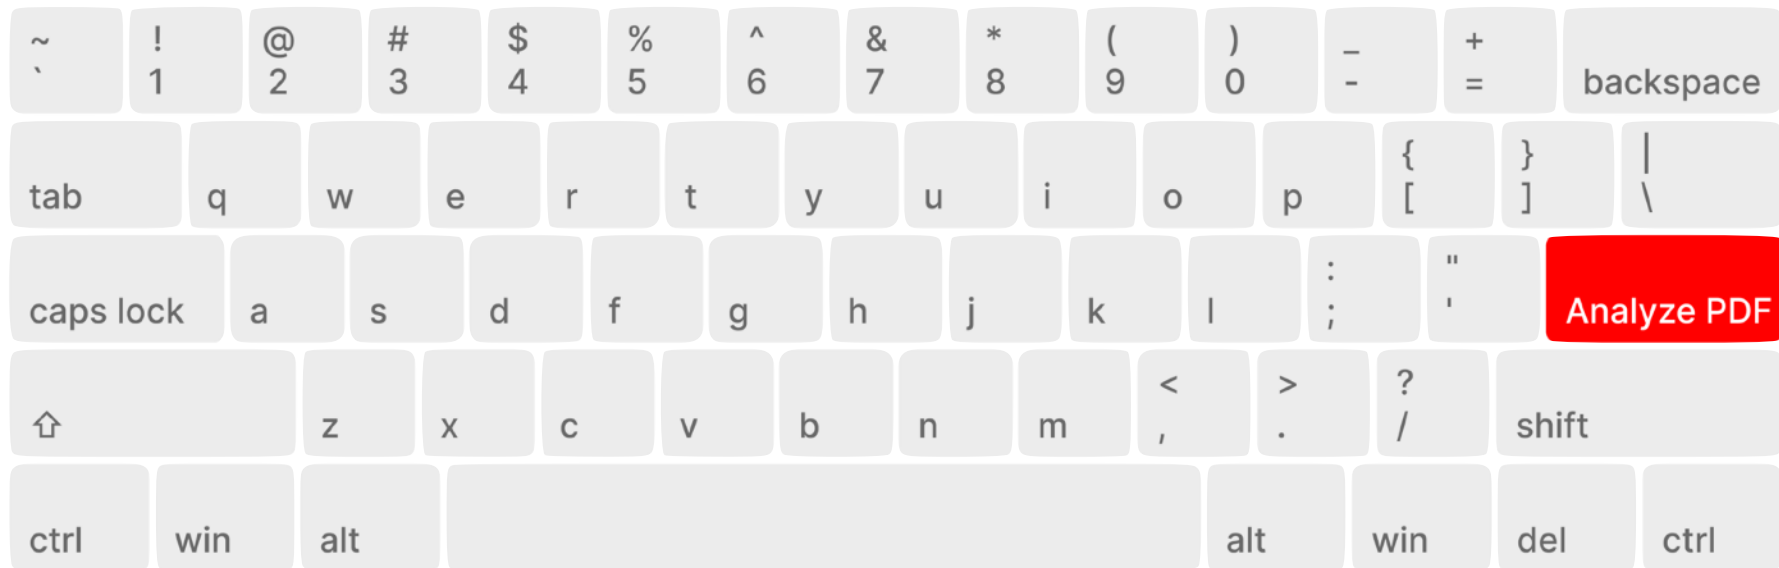 ~ ! @ # $ % ^ & * ( ) _ +
` 1 2 3 4 5 6 7 8 9 0 - = backspace
{ } |
tab q w e r t y u i o p [ ] \
: "
caps lock a s d f g h j k l ; ' Analyze PDF
< > ?
⇧ z x c v b n m , . / shift
ctrl win alt alt win del ctrl